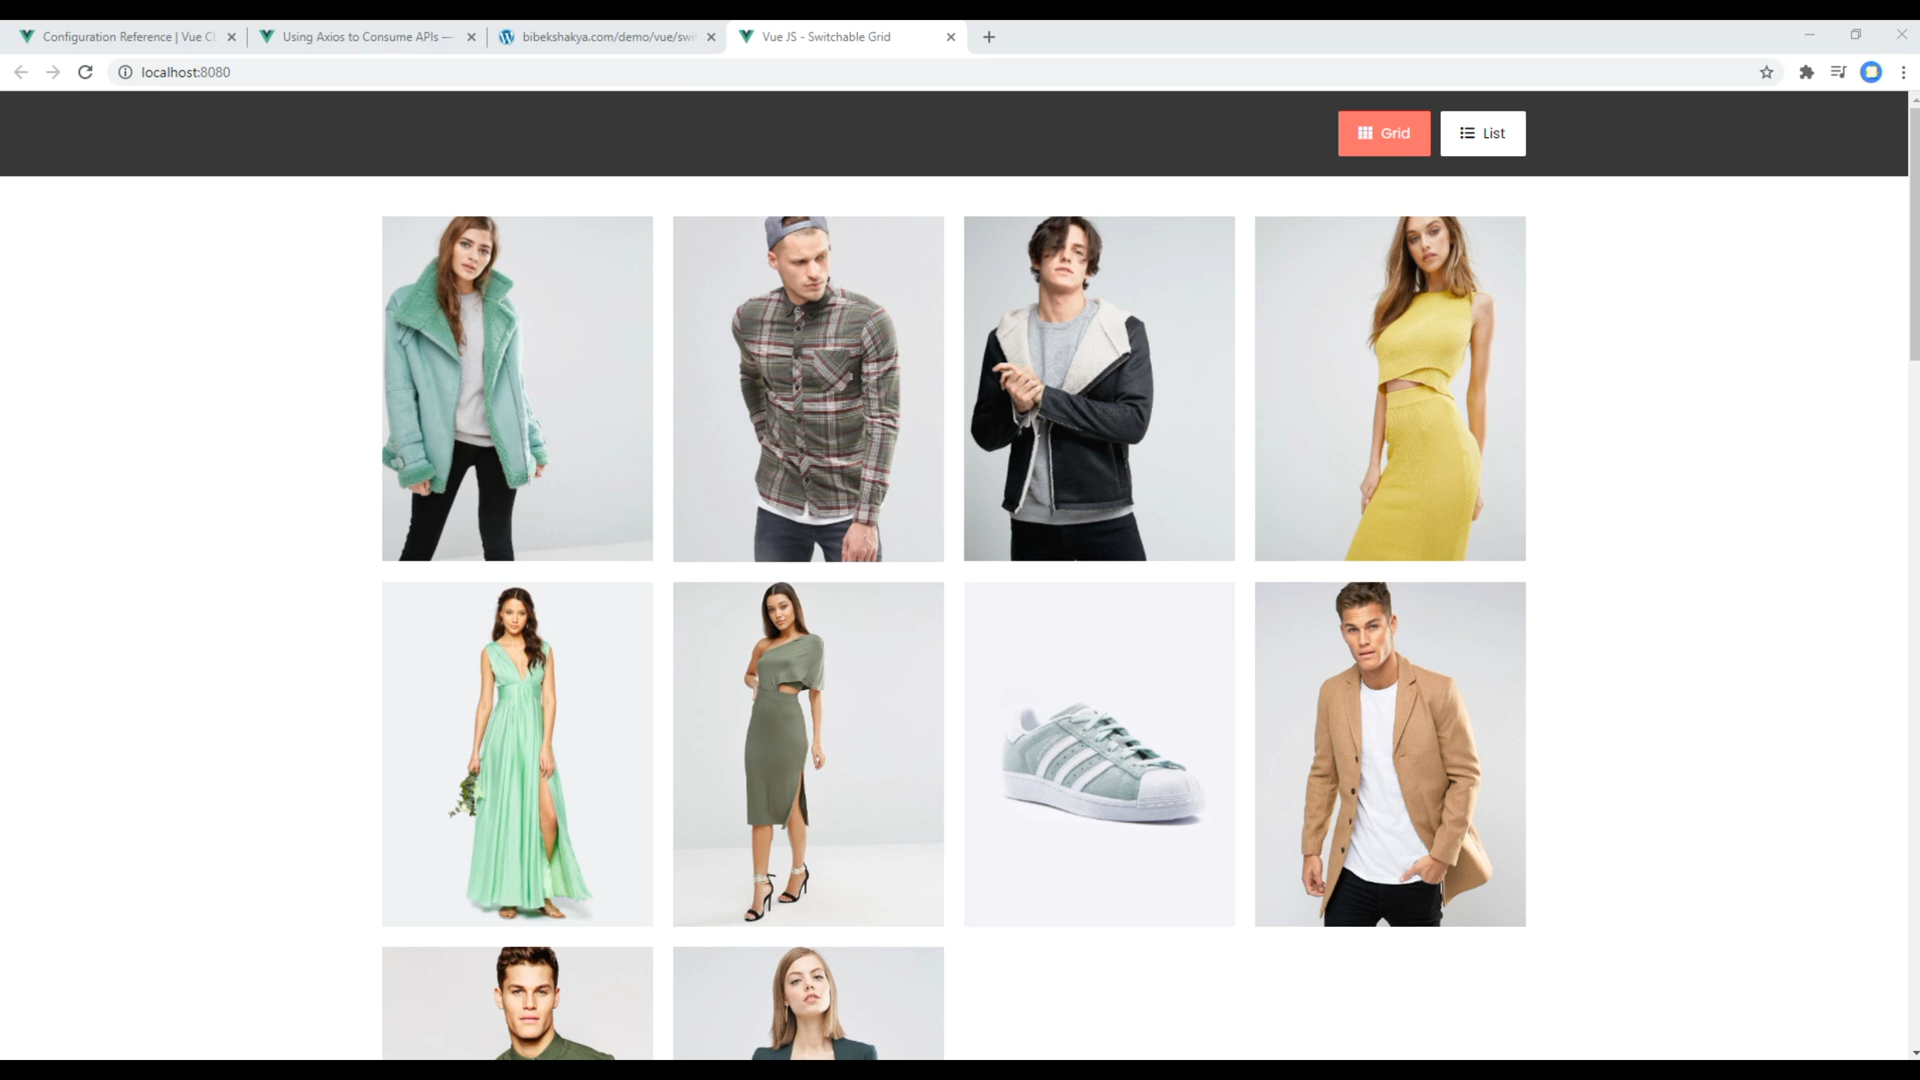 Configuration Reference | Vue CL
Using Axios to Consume APIs —
bibekshakya.com/demo/vue/swit
Vue JS - Switchable Grid
localhost:8080
Grid
List